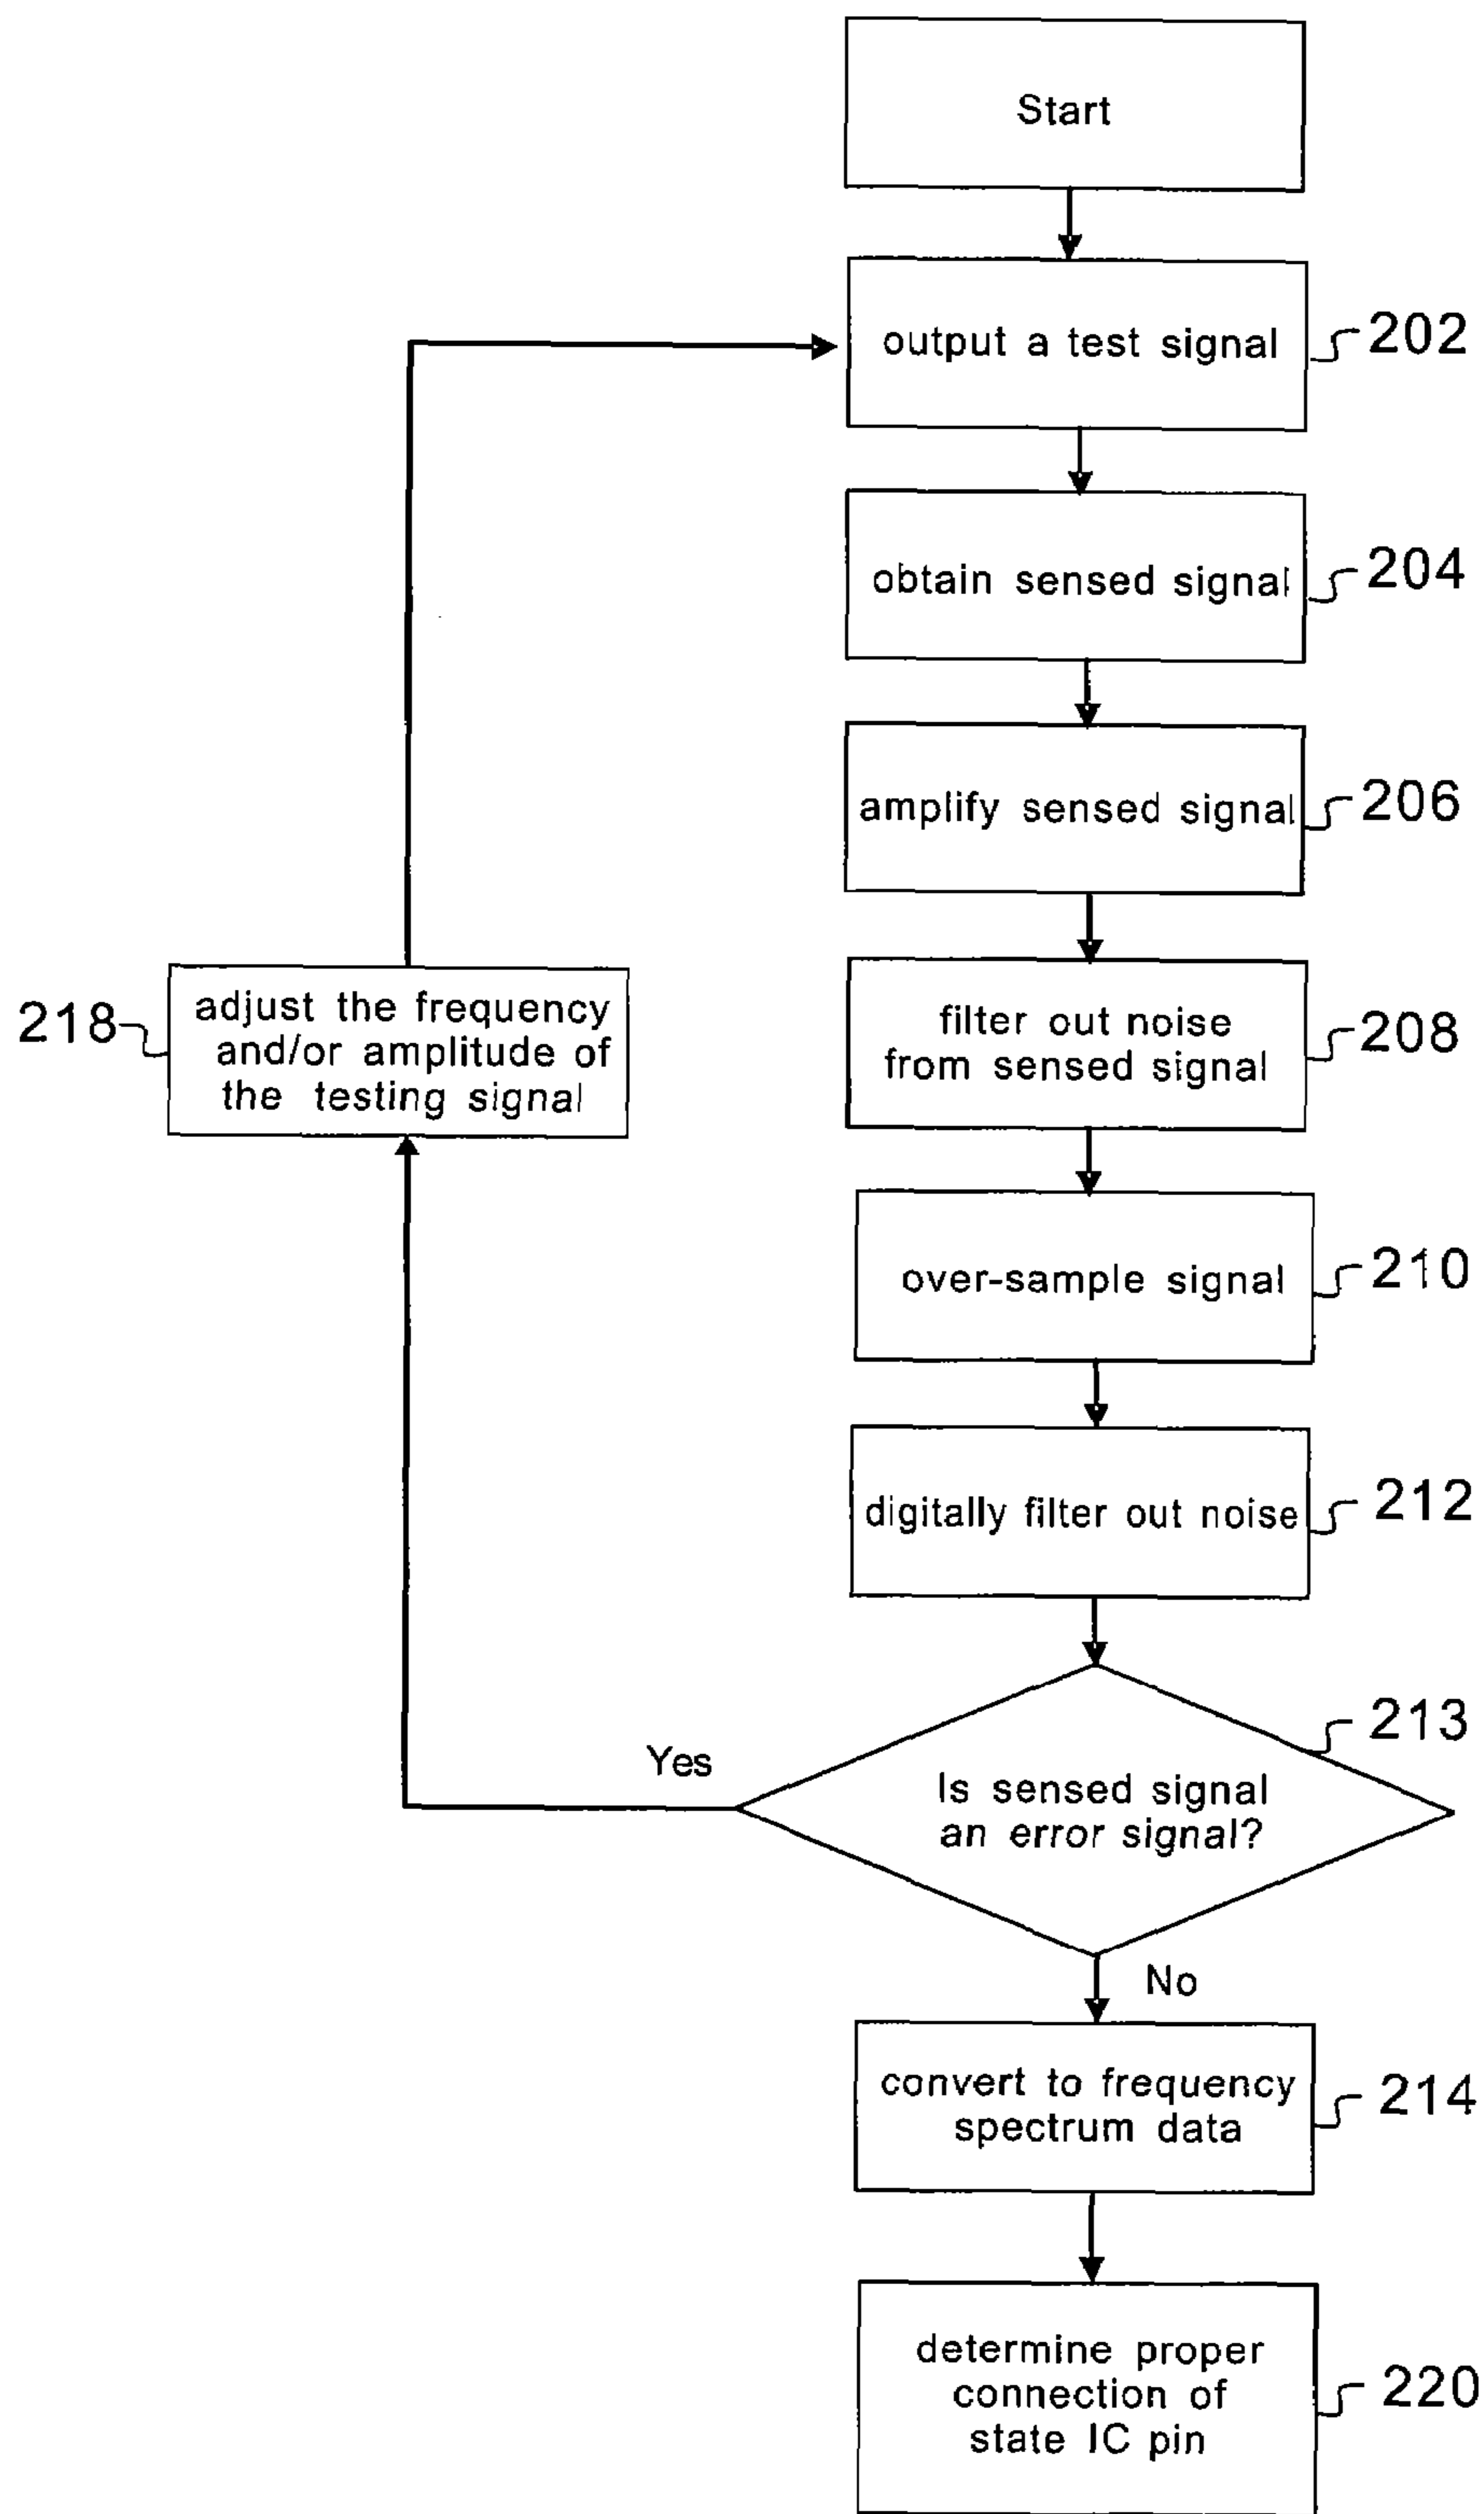 Start
output a test signal
202
obtain sensed signal
204
amplify sensed signal
206
218
adjust the frequency
and/or amplitude of
the testing signal
filter out noise
from sensed signal
208
over-sample signal
210
digitally filter out noise
212
213
Yes
Is sensed signal
an error signal?
No
convert to frequency
spectrum data
214
determine proper
connection of
state IC pin
220